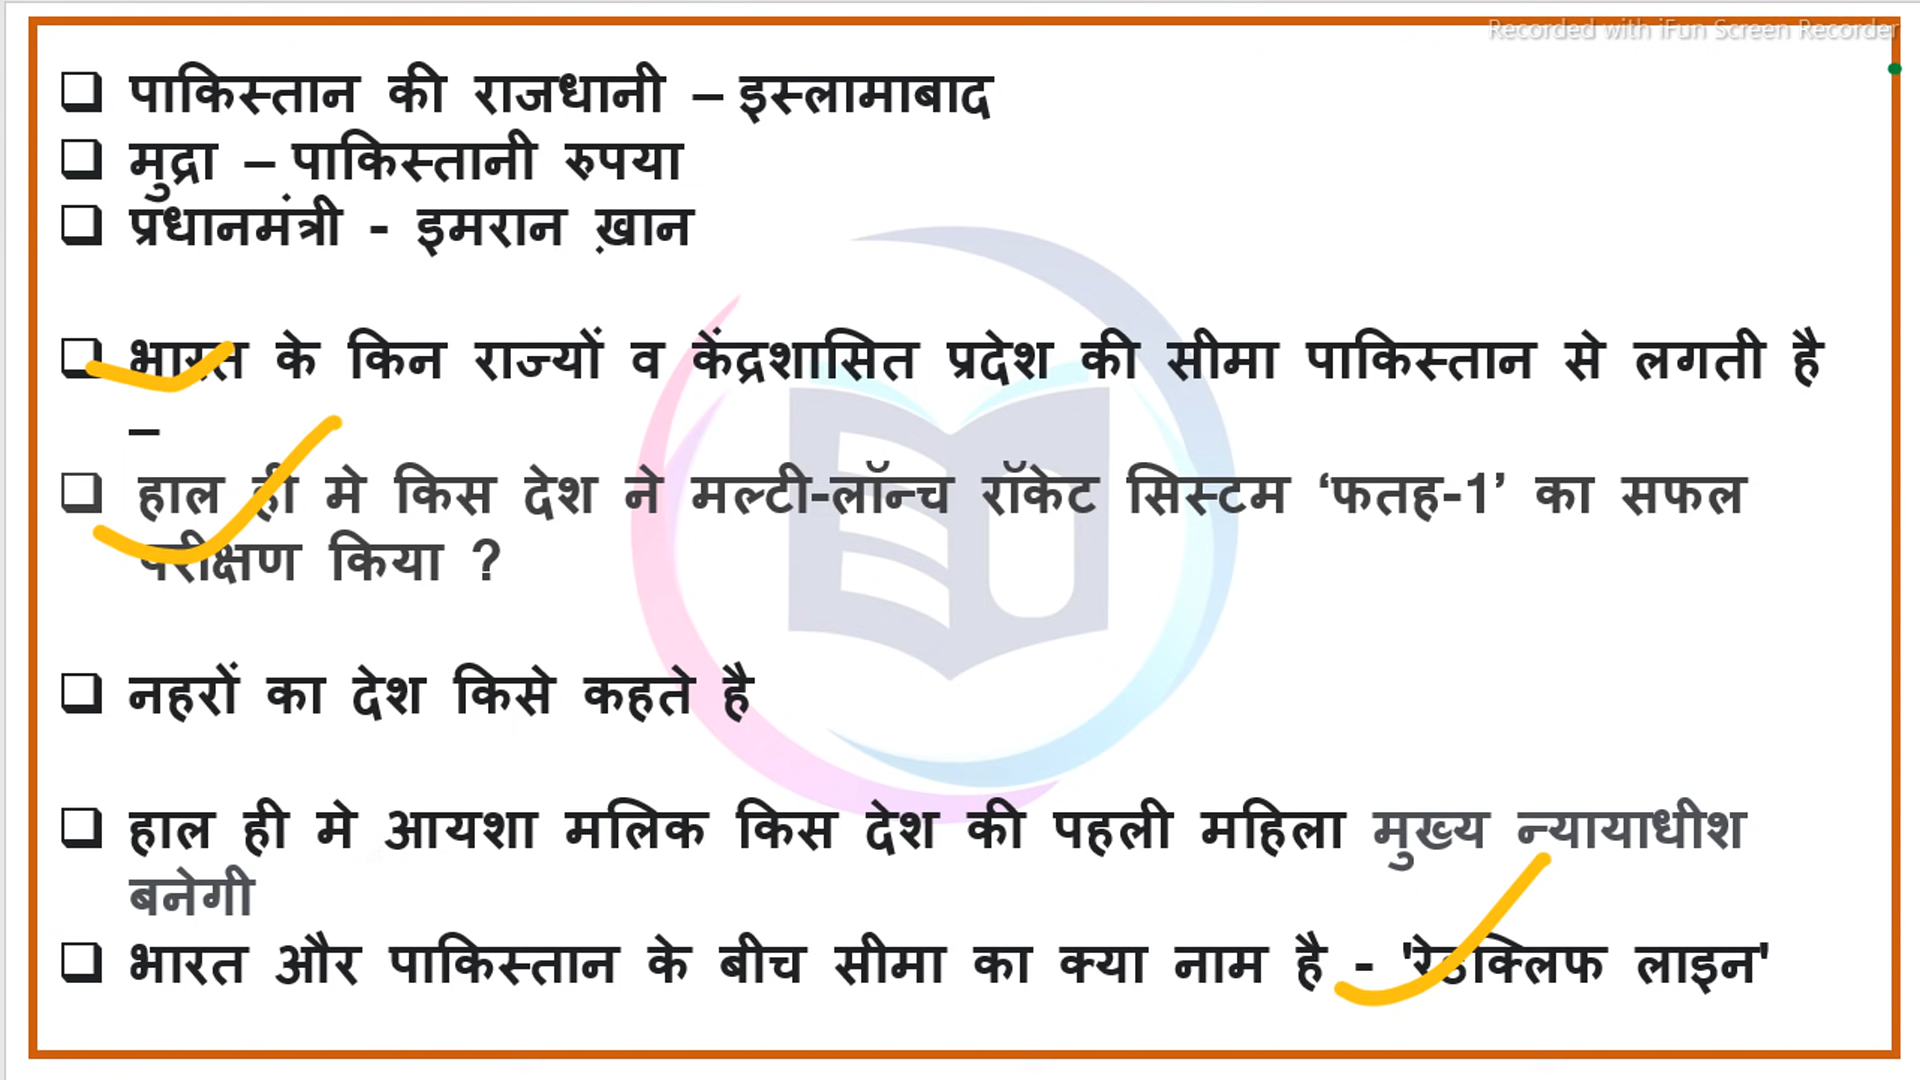 Recorded with iFun Screen Recorder
❑ पाकिस्तान की राजधानी – इस्लामाबाद
❑ मुद्रा – पाकिस्तानी रुपया
❑ प्रधानमंत्री - इमरान ख़ान
❑ भारत के किन राज्यों व केंद्रशासित प्रदेश की सीमा पाकिस्तान से लगती है
–
❑ हाल ही मे किस देश ने मल्टी-लॉन्च रॉकेट सिस्टम ‘फतह-1’ का सफल
परीक्षण किया ?
❑ नहरों का देश किसे कहते है
❑ हाल ही मे आयशा मलिक किस देश की पहली महिला मुख्य न्यायाधीश
बनेगी
❑ भारत और पाकिस्तान के बीच सीमा का क्या नाम है - 'रेडक्लिफ लाइन'